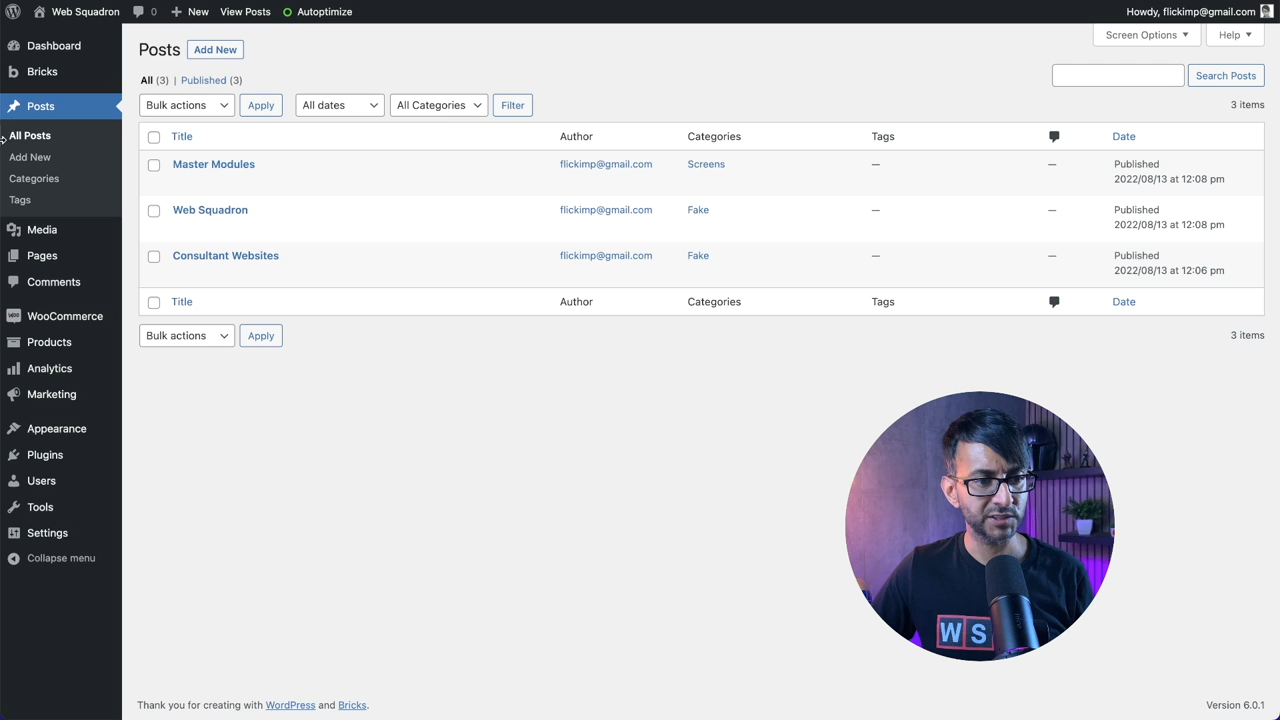 Web Squadron 0 New View Posts Autoptimize Howdy, flickimp@gmail.com
Screen Options Help
Dashboard
Bricks
Posts
All Posts
Add New
Categories
Tags
Media
Pages
Comments
WooCommerce
Products
Analytics
Marketing
Appearance
Plugins
Users
Tools
Settings
Collapse menu
Posts Add New
All (3) | Published (3)
Search Posts
Bulk actions Apply All dates All Categories Filter 3 items
Title Author Categories Tags Date
Master Modules flickimp@gmail.com Screens — — Published
2022/08/13 at 12:08 pm
Web Squadron flickimp@gmail.com Fake — — Published
2022/08/13 at 12:08 pm
Consultant Websites flickimp@gmail.com Fake — — Published
2022/08/13 at 12:06 pm
Title Author Categories Tags Date
Bulk actions Apply 3 items
WS
Thank you for creating with WordPress and Bricks. Version 6.0.1